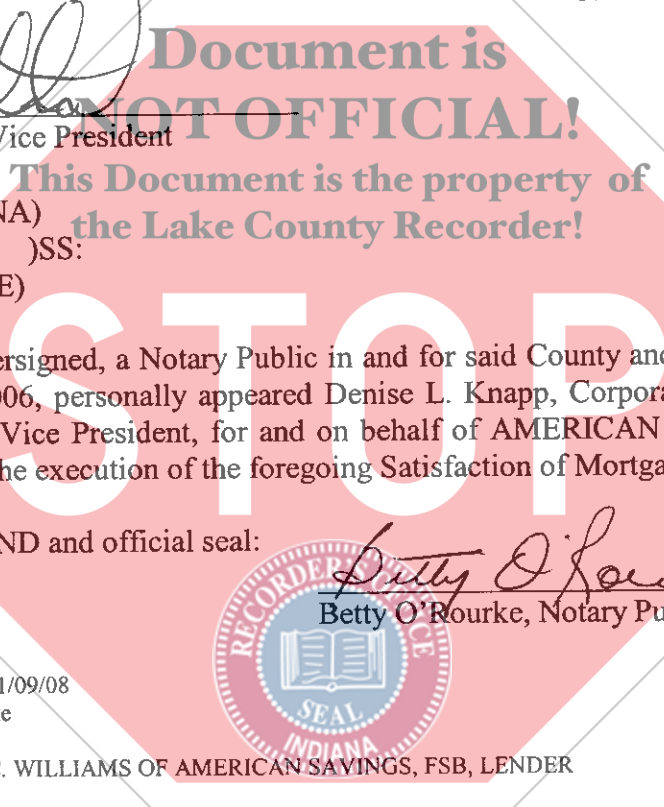 Document is
NOT OFFICIAL!
Vice President
This Document is the property of
NA)
the Lake County Recorder!
)SS:
E)
STOP
ersigned, a Notary Public in and for said County and
06, personally appeared Denise L. Knapp, Corpora
Vice President, for and on behalf of AMERICAN
he execution of the foregoing Satisfaction of Mortga
ND and official seal:
Betty O'Rou
Betty O'Rourke, Notary Pu
RECORDER'S OFFICE
SEAL
INDIANA
1/09/08
e
. WILLIAMS OF AMERICAN SAVINGS, FSB, LENDER